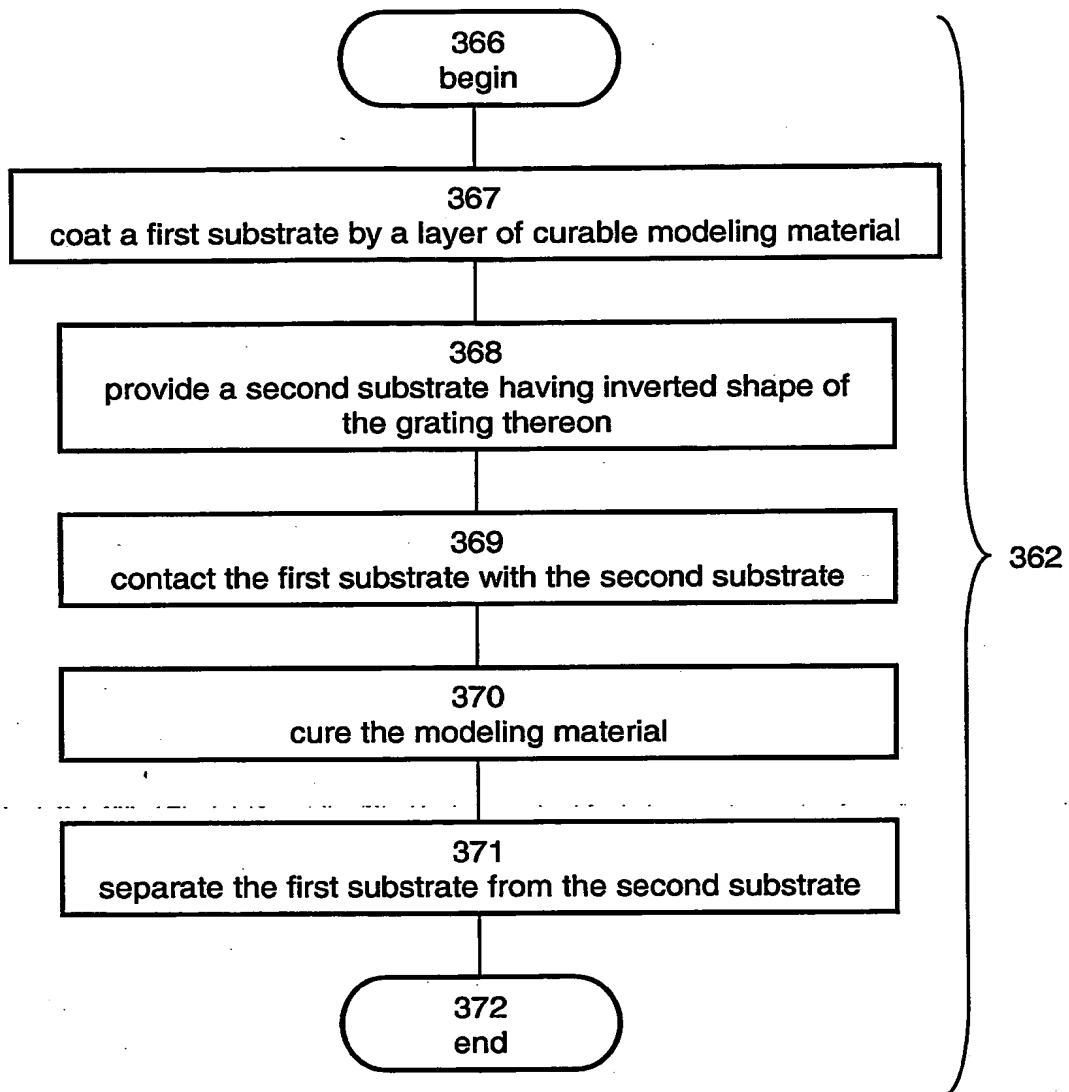 366
begin
367
coat a first substrate by a layer of curable modeling material
368
provide a second substrate having inverted shape of
the grating thereon
369
contact the first substrate with the second substrate
362
370
cure the modeling material
371
separate the first substrate from the second substrate
372
end